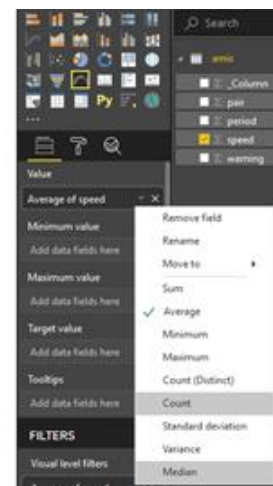 Search
amio
Σ _Column
Σ pair
Σ period
Σ speed
Σ warning
Py
...
Value
Average of speed
Minimum value
Add data fields here
Maximum value
Add data fields here
Target value
Add data fields here
Tooltips
Add data fields here
FILTERS
Visual level filters
Remove field
Rename
Move to
Sum
Average
Minimum
Maximum
Count (Distinct)
Count
Standard deviation
Variance
Median